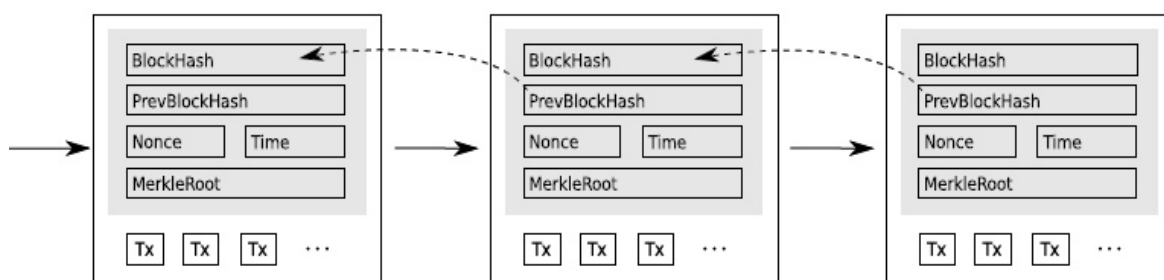 BlockHash
PrevBlockHash
Nonce Time
MerkleRoot
Tx Tx Tx ...
BlockHash
PrevBlockHash
Nonce Time
MerkleRoot
Tx Tx Tx ...
BlockHash
PrevBlockHash
Nonce Time
MerkleRoot
Tx Tx Tx ...